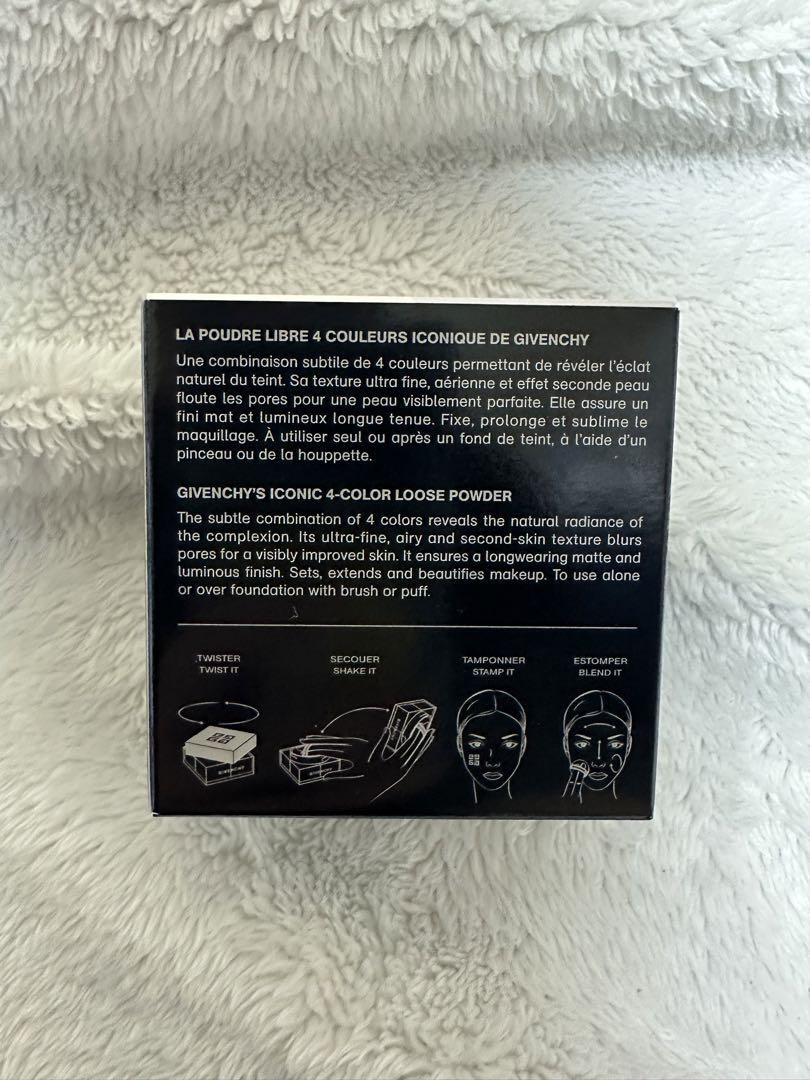 LA POUDRE LIBRE 4 COULEURS ICONIQUE DE GIVENCHY
Une combinaison subtile de 4 couleurs permettant de révéler l'éclat
naturel du teint. Sa texture ultra fine, aérienne et effet seconde peau
floute les pores pour une peau visiblement parfaite. Elle assure un
fini mat et lumineux longue tenue. Fixe, prolonge et sublime le
maquillage. À utiliser seul ou après un fond de teint, à l'aide d'un
pinceau ou de la houppette.
GIVENCHY'S ICONIC 4-COLOR LOOSE POWDER
The subtle combination of 4 colors reveals the natural radiance of
the complexion. Its ultra-fine, airy and second-skin texture blurs
pores for a visibly improved skin. It ensures a longwearing matte and
luminous finish. Sets, extends and beautifies makeup. To use alone
or over foundation with brush or puff.
TWISTER
TWIST IT
SECOUER
SHAKE IT
TAMPONNER
STAMP IT
ESTOMPER
BLEND IT
GIVENCHY
GIVENCHY